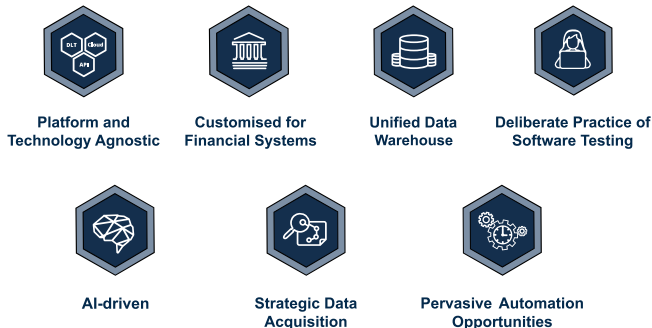 DLT
Cloud
APIs
Platform and
Technology Agnostic
Customised for
Financial Systems
Unified Data
Warehouse
Deliberate Practice of
Software Testing
AI-driven
Strategic Data
Acquisition
Pervasive Automation
Opportunities